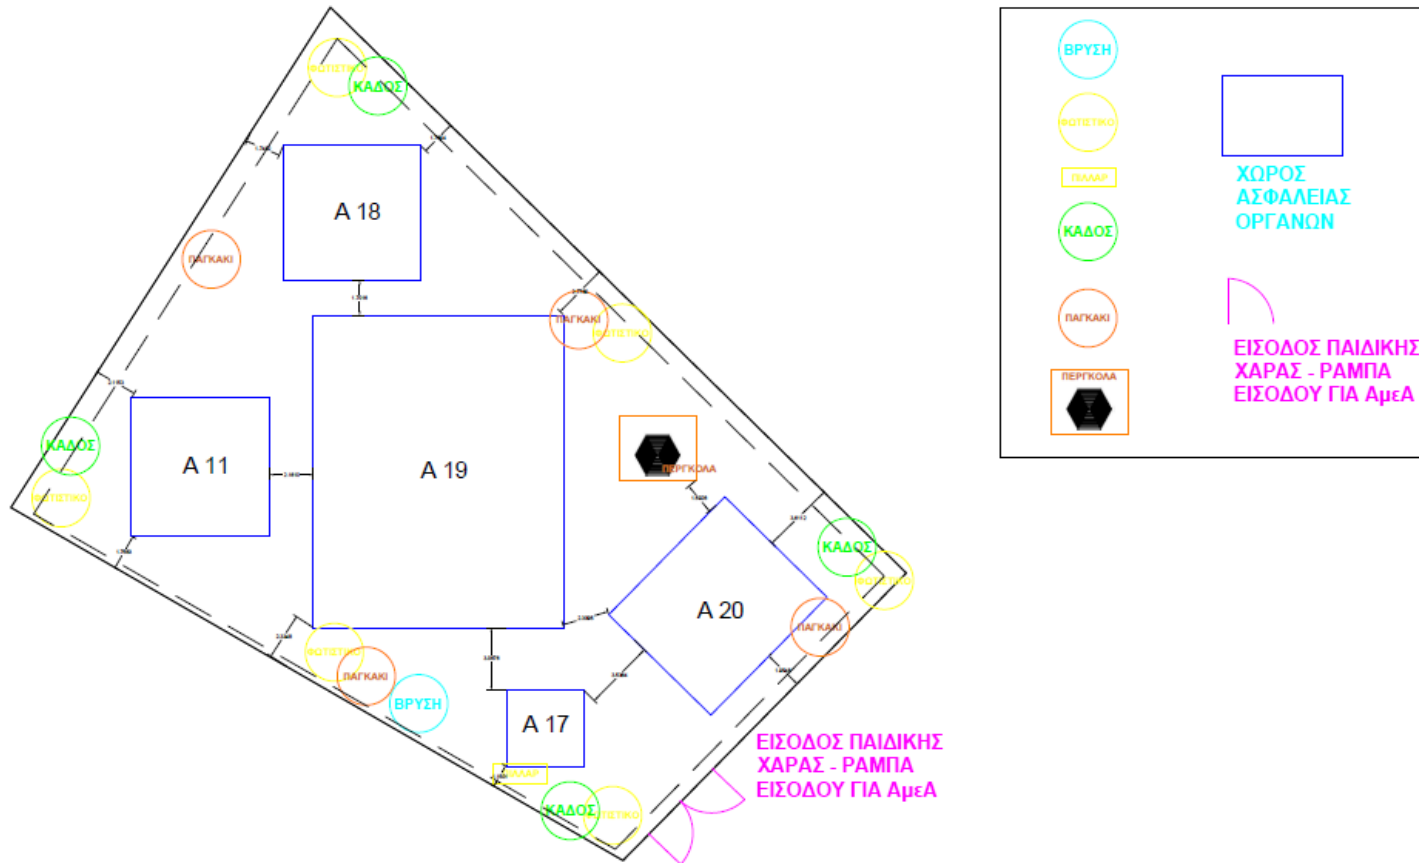 ΦΩΤΙΣΤΙΚΟ
ΚΑΔΟΣ
Α 18
ΠΑΓΚΑΚΙ
ΠΑΓΚΑΚΙ
ΦΩΤΙΣΤΙΚΟ
Α 11
Α 19
ΚΑΔΟΣ
ΦΩΤΙΣΤΙΚΟ
ΠΕΡΓΚΟΛΑ
ΚΑΔΟΣ
ΦΩΤΙΣΤΙΚΟ
Α 20
ΠΑΓΚΑΚΙ
ΦΩΤΙΣΤΙΚΟ
ΠΑΓΚΑΚΙ
ΒΡΥΣΗ
Α 17
ΠΙΛΛΑΡ
ΚΑΔΟΣ
ΦΩΤΙΣΤΙΚΟ
ΕΙΣΟΔΟΣ ΠΑΙΔΙΚΗΣ
ΧΑΡΑΣ - ΡΑΜΠΑ
ΕΙΣΟΔΟΥ ΓΙΑ ΑμεΑ
ΒΡΥΣΗ
ΦΩΤΙΣΤΙΚΟ
ΠΙΛΛΑΡ
ΚΑΔΟΣ
ΠΑΓΚΑΚΙ
ΠΕΡΓΚΟΛΑ
ΧΩΡΟΣ
ΑΣΦΑΛΕΙΑΣ
ΟΡΓΑΝΩΝ
ΕΙΣΟΔΟΣ ΠΑΙΔΙΚΗΣ
ΧΑΡΑΣ - ΡΑΜΠΑ
ΕΙΣΟΔΟΥ ΓΙΑ ΑμεΑ